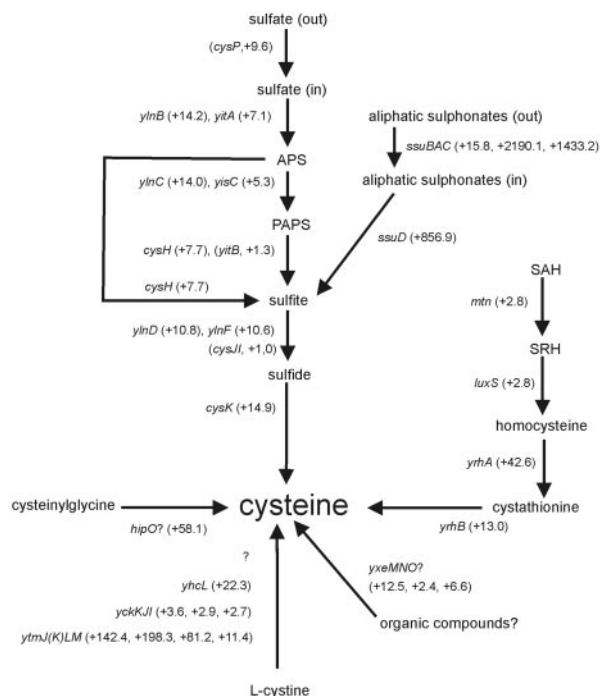 sulfate (out)
(cysP,+9.6)
sulfate (in)
ylnB (+14.2), yitA (+7.1)
aliphatic sulphonates (out)
ssuBAC (+15.8, +2190.1, +1433.2)
APS
ylnC (+14.0), yisC (+5.3)
aliphatic sulphonates (in)
PAPS
cysH (+7.7), (yitB, +1.3)
ssuD (+856.9)
SAH
cysH (+7.7)
sulfite
mtn (+2.8)
ylnD (+10.8), ylnF (+10.6)
(cysJI, +1,0)
SRH
sulfide
luxS (+2.8)
cysK (+14.9)
homocysteine
yrhA (+42.6)
cysteinylglycine
cysteine
cystathionine
hipO? (+58.1)
yrhB (+13.0)
?
yxeMNO?
yhcL (+22.3)
(+12.5, +2.4, +6.6)
yckKJI (+3.6, +2.9, +2.7)
organic compounds?
ytmJ(K)LM (+142.4, +198.3, +81.2, +11.4)
L-cystine